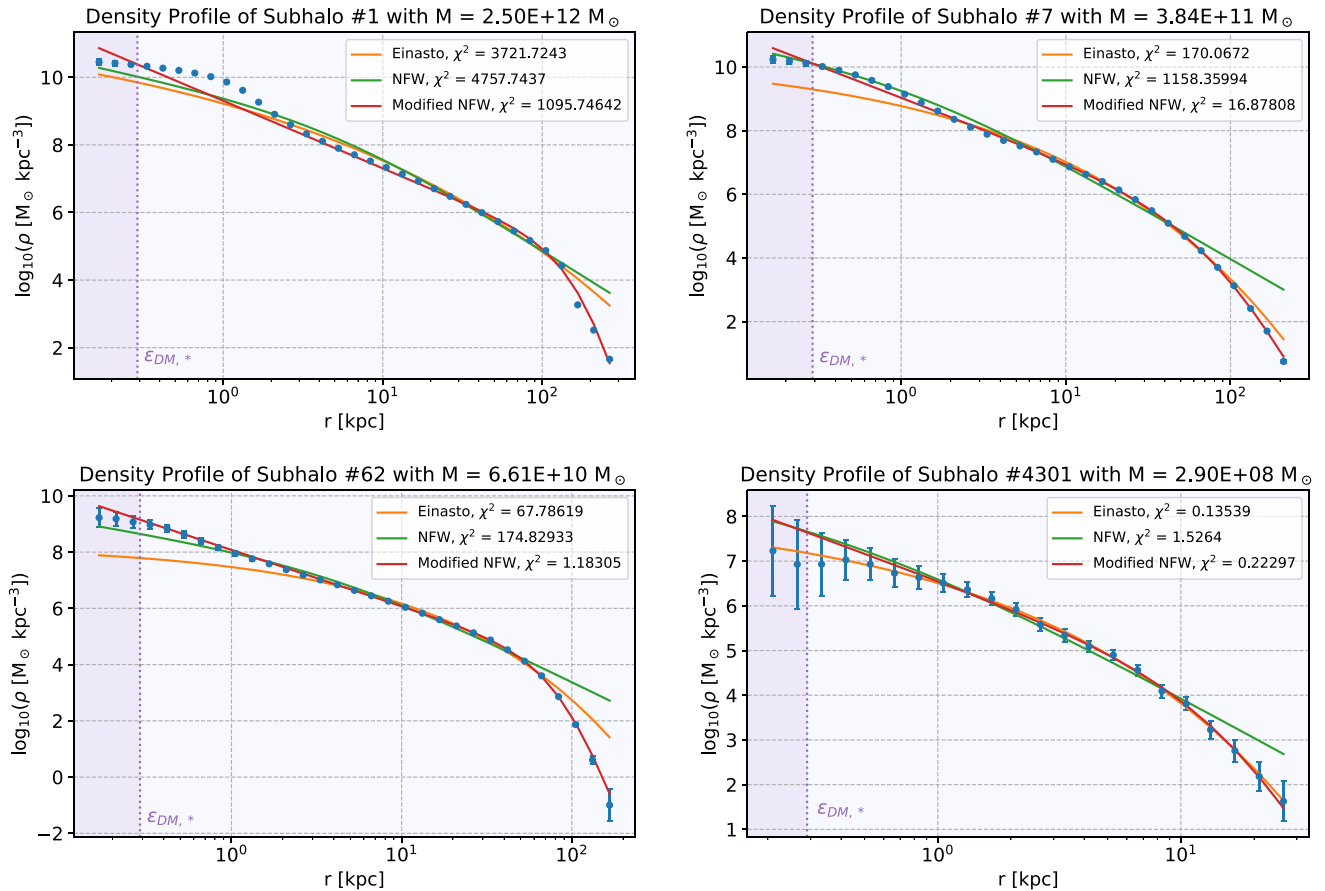 Density Profile of Subhalo #1 with M = 2.50E+12 M⊙
Einasto, χ² = 3721.7243
NFW, χ² = 4757.7437
Modified NFW, χ² = 1095.74642
10
8
6
4
2
log₁₀(ρ [M⊙ kpc⁻³])
ε_DM, *
10⁰
10¹
10²
r [kpc]
Density Profile of Subhalo #7 with M = 3.84E+11 M⊙
Einasto, χ² = 170.0672
NFW, χ² = 1158.35994
Modified NFW, χ² = 16.87808
10
8
6
4
2
log₁₀(ρ [M⊙ kpc⁻³])
ε_DM, *
10⁰
10¹
10²
r [kpc]
Density Profile of Subhalo #62 with M = 6.61E+10 M⊙
Einasto, χ² = 67.78619
NFW, χ² = 174.82933
Modified NFW, χ² = 1.18305
10
8
6
4
2
0
−2
log₁₀(ρ [M⊙ kpc⁻³])
ε_DM, *
10⁰
10¹
10²
r [kpc]
Density Profile of Subhalo #4301 with M = 2.90E+08 M⊙
Einasto, χ² = 0.13539
NFW, χ² = 1.5264
Modified NFW, χ² = 0.22297
8
7
6
5
4
3
2
1
log₁₀(ρ [M⊙ kpc⁻³])
ε_DM, *
10⁰
10¹
r [kpc]